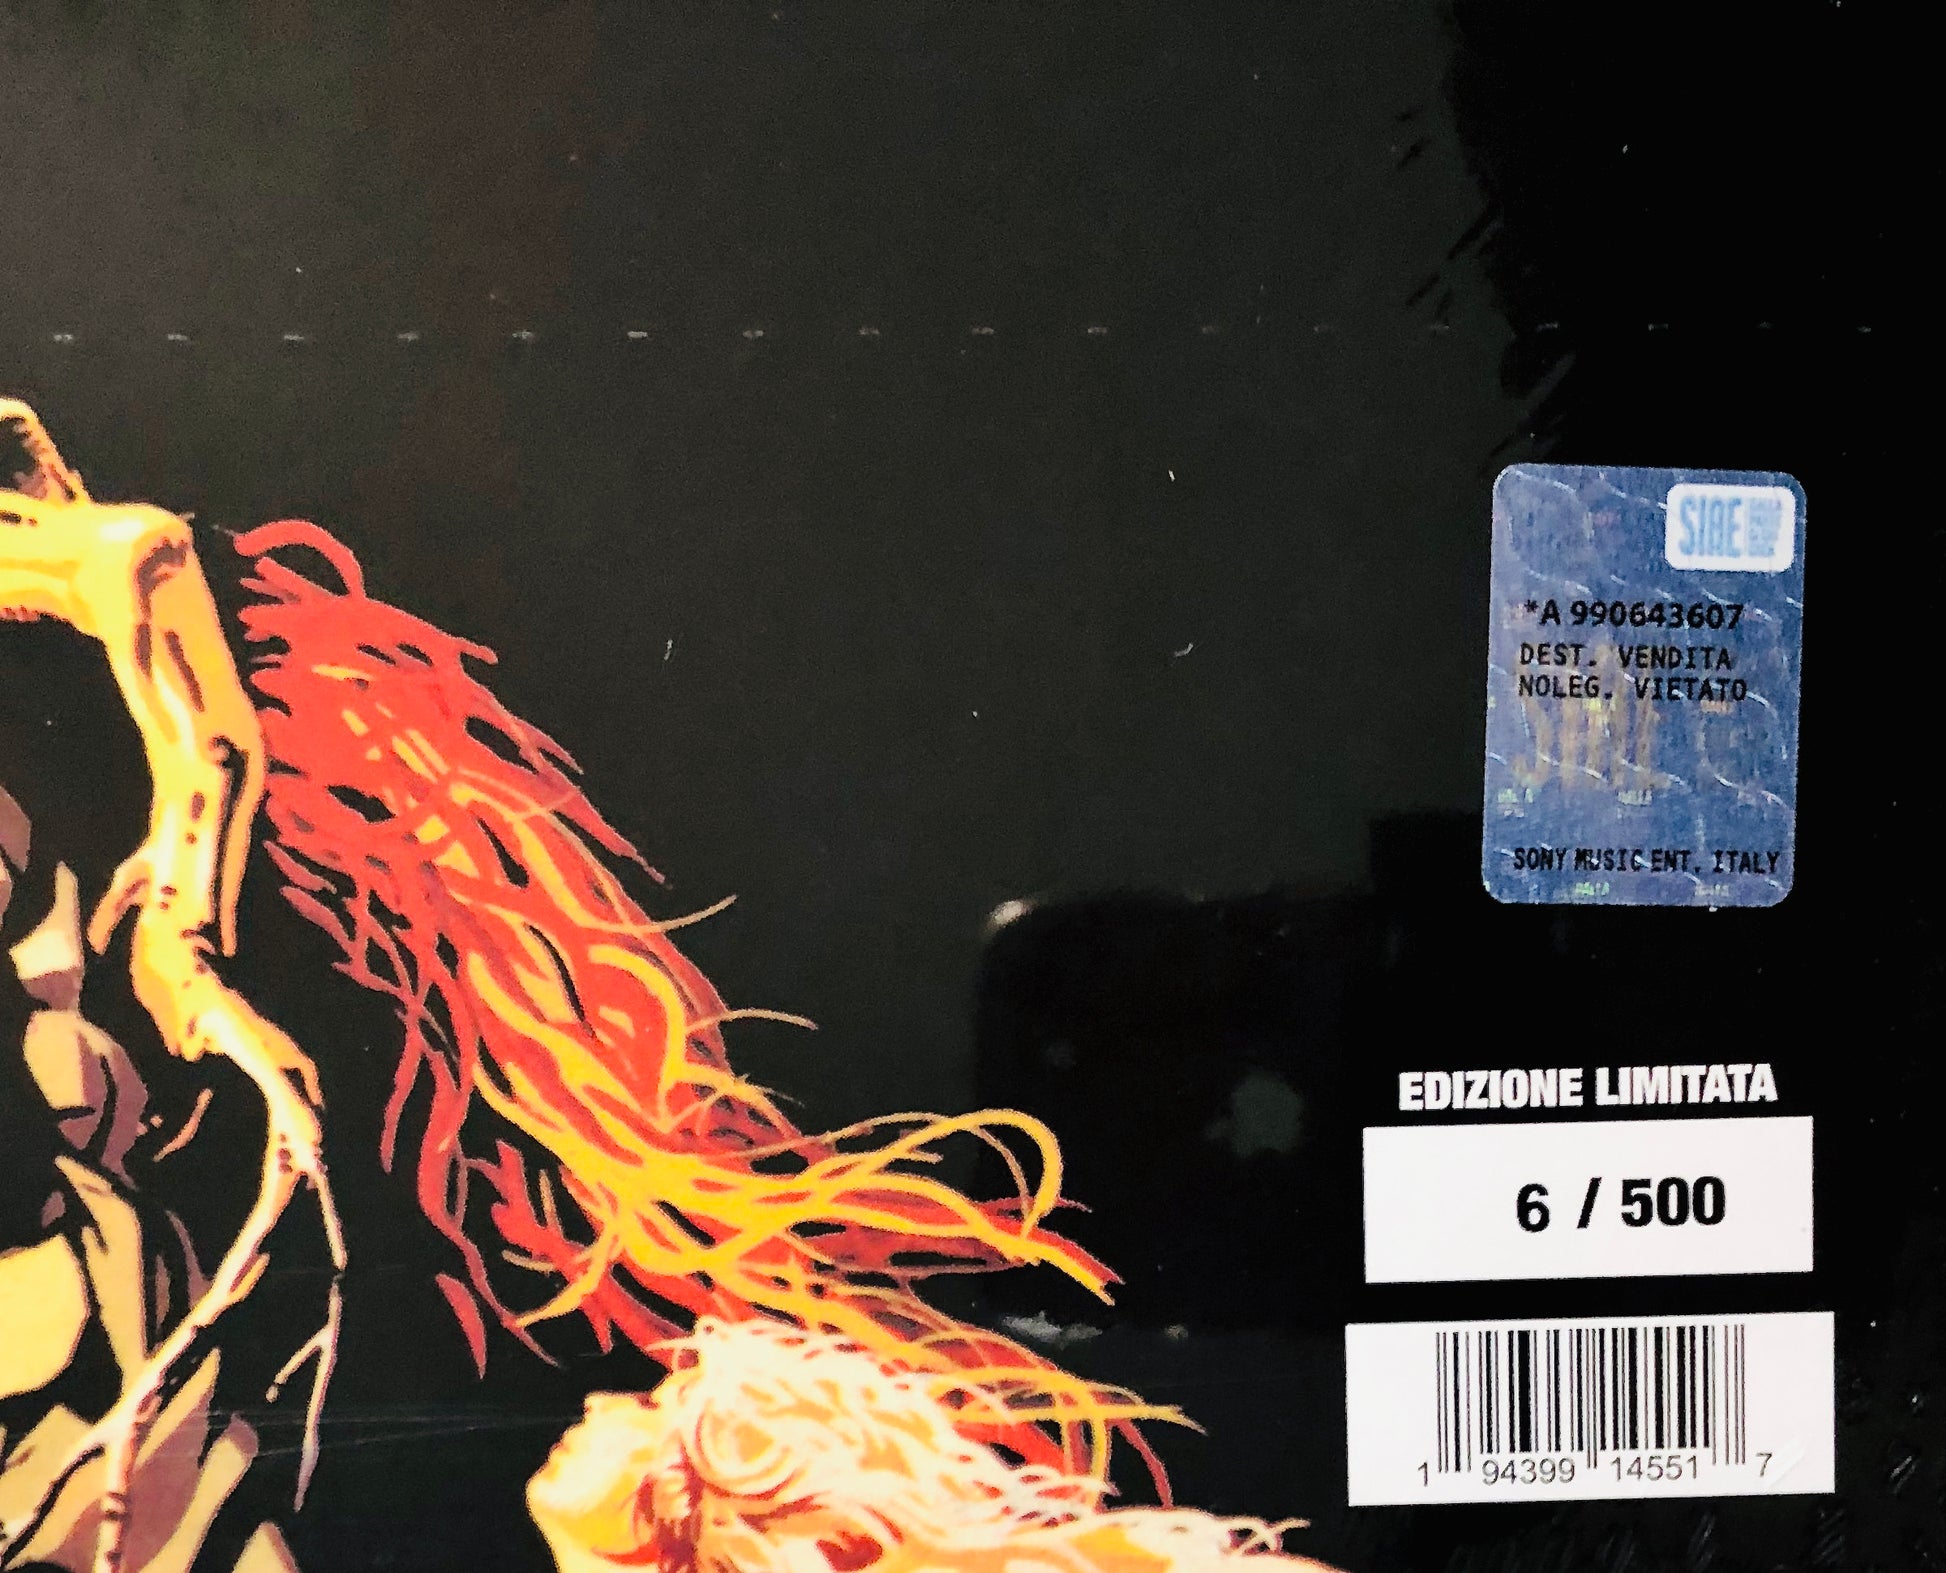 SIAE
*A 990643607
DEST. VENDITA
NOLEG. VIETATO
SONY MUSIC ENT. ITALY
EDIZIONE LIMITATA
6 / 500
1 94399 14551 7